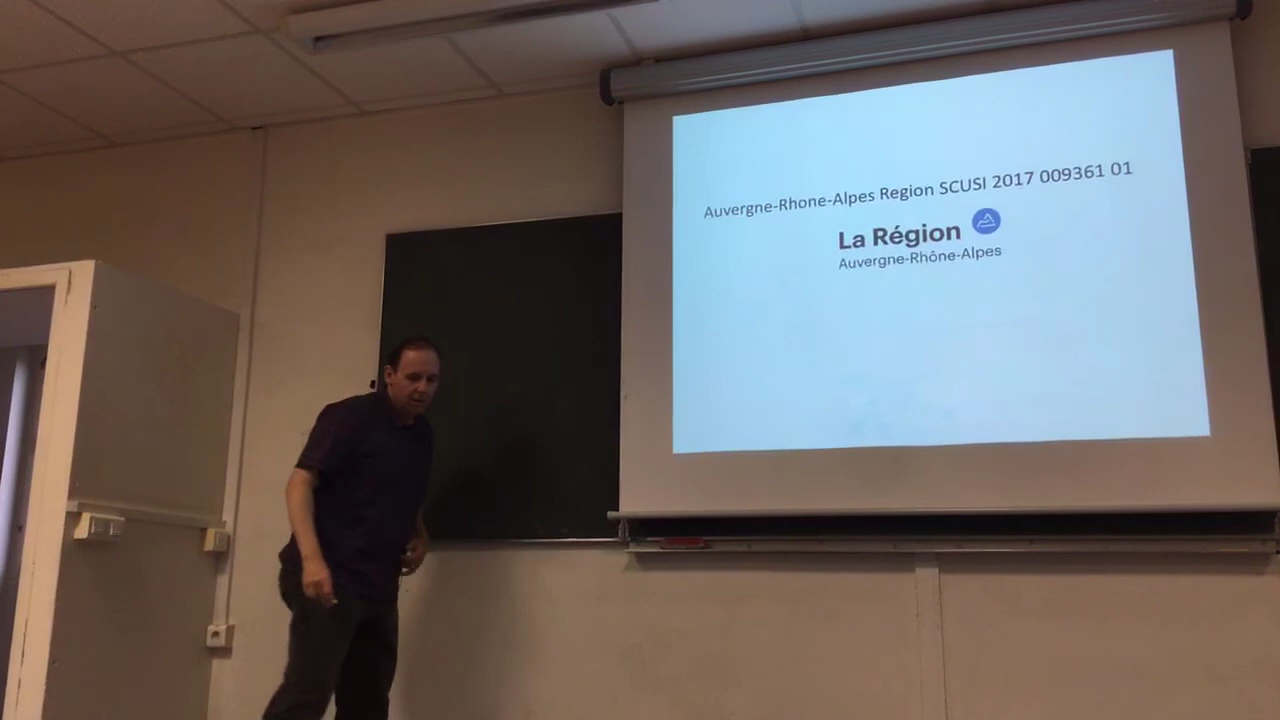 Auvergne-Rhone-Alpes Region SCUSI 2017 009361 01
La Région
Auvergne-Rhône-Alpes